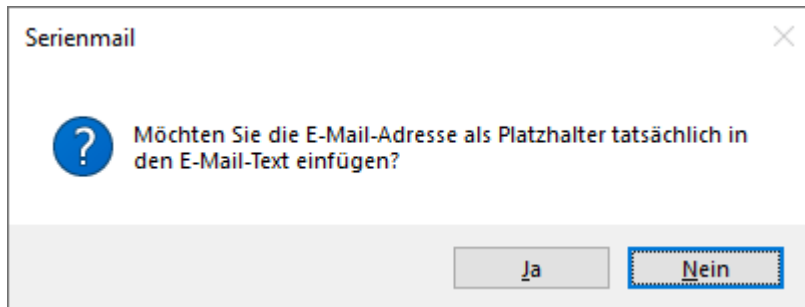 Serienmail
Möchten Sie die E-Mail-Adresse als Platzhalter tatsächlich in
den E-Mail-Text einfügen?
Ja
Nein